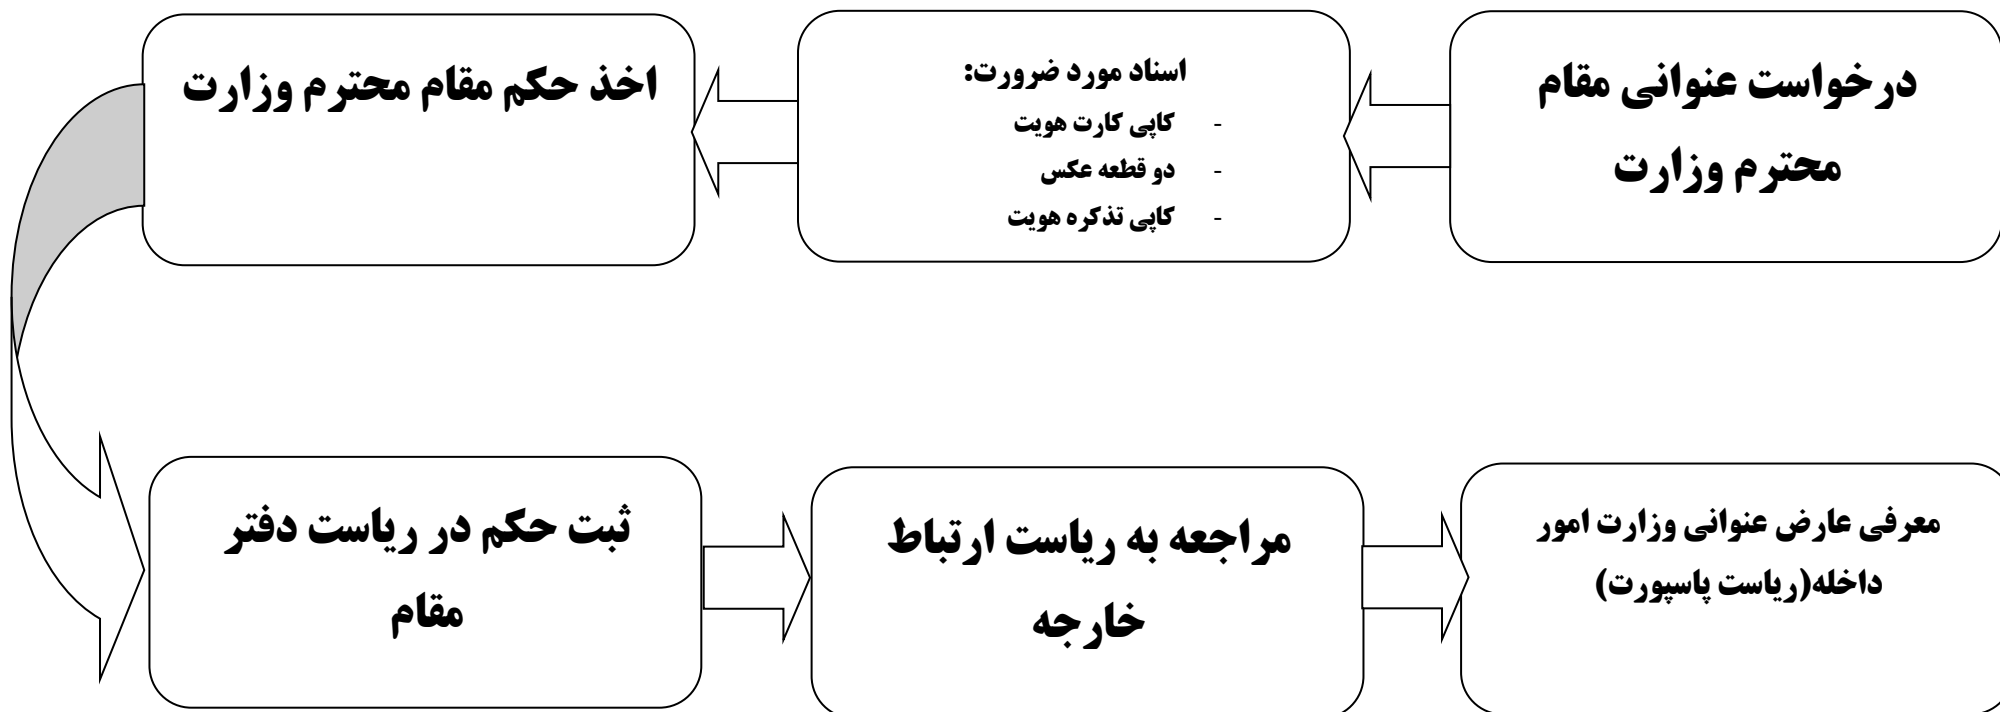 درخواست عنوانی مقام
محترم وزارت
اسناد مورد ضرورت:
- کاپی کارت هویت
- دو قطعه عکس
- کاپی تذکره هویت
اخذ حکم مقام محترم وزارت
ثبت حکم در ریاست دفتر
مقام
مراجعه به ریاست ارتباط
خارجه
معرفی عارض عنوانی وزارت امور
داخله(ریاست پاسپورت)